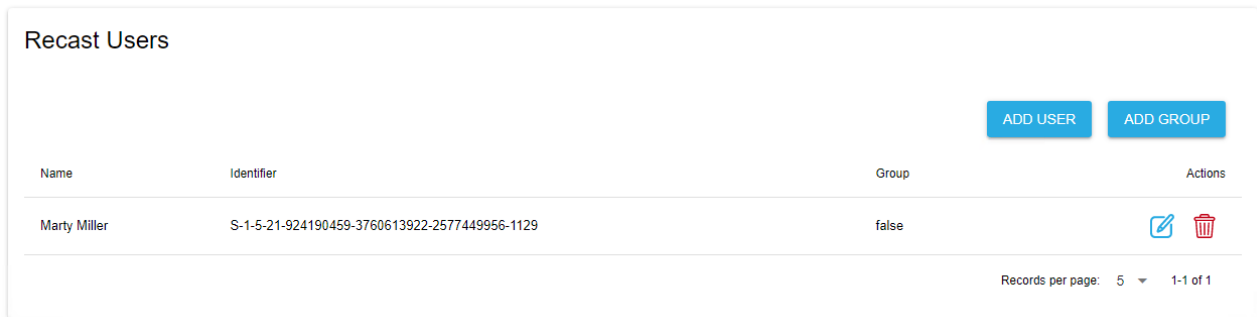 Recast Users
ADD USER ADD GROUP
Name Identifier Group Actions
Marty Miller S-1-5-21-924190459-3760613922-2577449956-1129 false
Records per page: 5 1-1 of 1